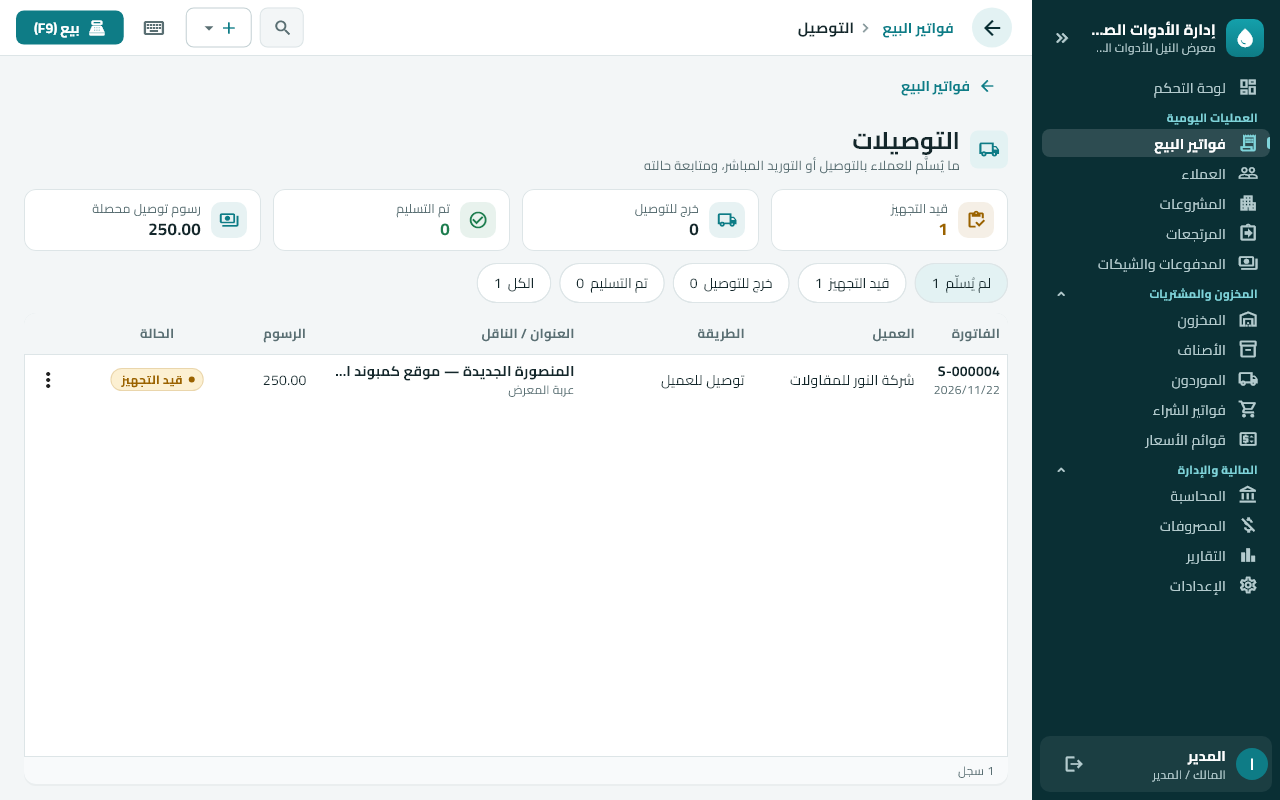 إدارة الأدوات الصـ...
معرض النيل للأدوات الـ...
لوحة التحكم
العمليات اليومية
فواتير البيع
العملاء
المشروعات
المرتجعات
المدفوعات والشيكات
المخزون والمشتريات
المخزون
الأصناف
الموردون
فواتير الشراء
قوائم الأسعار
المالية والإدارة
المحاسبة
المصروفات
التقارير
الإعدادات
ا
المدير
المالك / المدير
فواتير البيع
التوصيل
بيع (F9)
فواتير البيع
التوصيلات
ما يُسلَّم للعملاء بالتوصيل أو التوريد المباشر، ومتابعة حالته
قيد التجهيز
1
خرج للتوصيل
0
تم التسليم
0
رسوم توصيل محصلة
250.00
لم يُسلّم 1
قيد التجهيز 1
خرج للتوصيل 0
تم التسليم 0
الكل 1
الفاتورة العميل الطريقة العنوان / الناقل الرسوم الحالة
S-000004 شركة النور للمقاولات توصيل للعميل المنصورة الجديدة — موقع كمبوند ا... 250.00 قيد التجهيز
2026/11/22 عربة المعرض
1 سجل